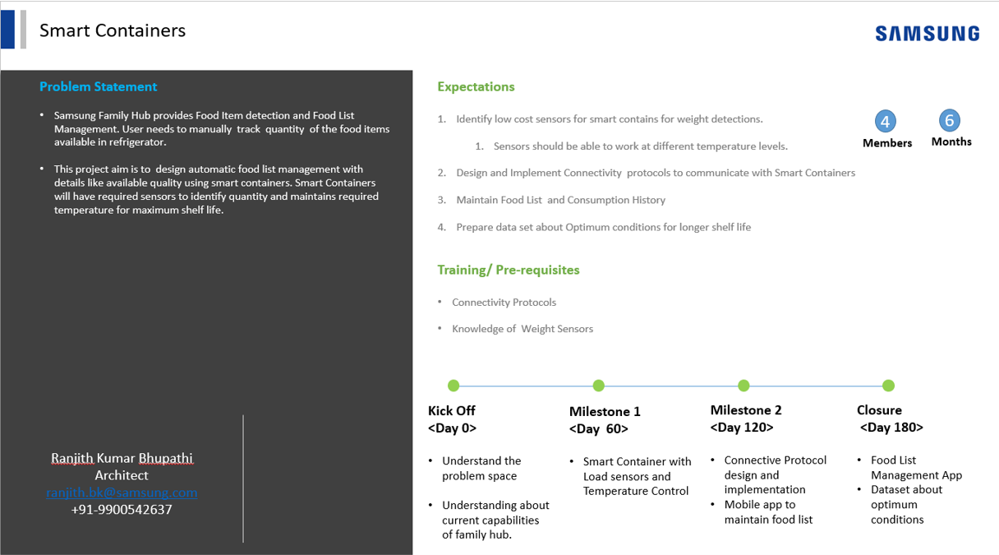 Smart Containers
SAMSUNG
Problem Statement
• Samsung Family Hub provides Food Item detection and Food List
Management. User needs to manually track quantity of the food items
available in refrigerator.
• This project aim is to design automatic food list management with
details like available quality using smart containers. Smart Containers
will have required sensors to identify quantity and maintains required
temperature for maximum shelf life.
Ranjith Kumar Bhupathi
Architect
ranjith.bk@samsung.com
+91-9900542637
Expectations
1. Identify low cost sensors for smart contains for weight detections.
1. Sensors should be able to work at different temperature levels.
2. Design and Implement Connectivity protocols to communicate with Smart Containers
3. Maintain Food List and Consumption History
4. Prepare data set about Optimum conditions for longer shelf life
4
Members
6
Months
Training/ Pre-requisites
• Connectivity Protocols
• Knowledge of Weight Sensors
Kick Off
<Day 0>
• Understand the
problem space
• Understanding about
current capabilities
of family hub.
Milestone 1
<Day 60>
• Smart Container with
Load sensors and
Temperature Control
Milestone 2
<Day 120>
• Connective Protocol
design and
implementation
• Mobile app to
maintain food list
Closure
<Day 180>
• Food List
Management App
• Dataset about
optimum
conditions